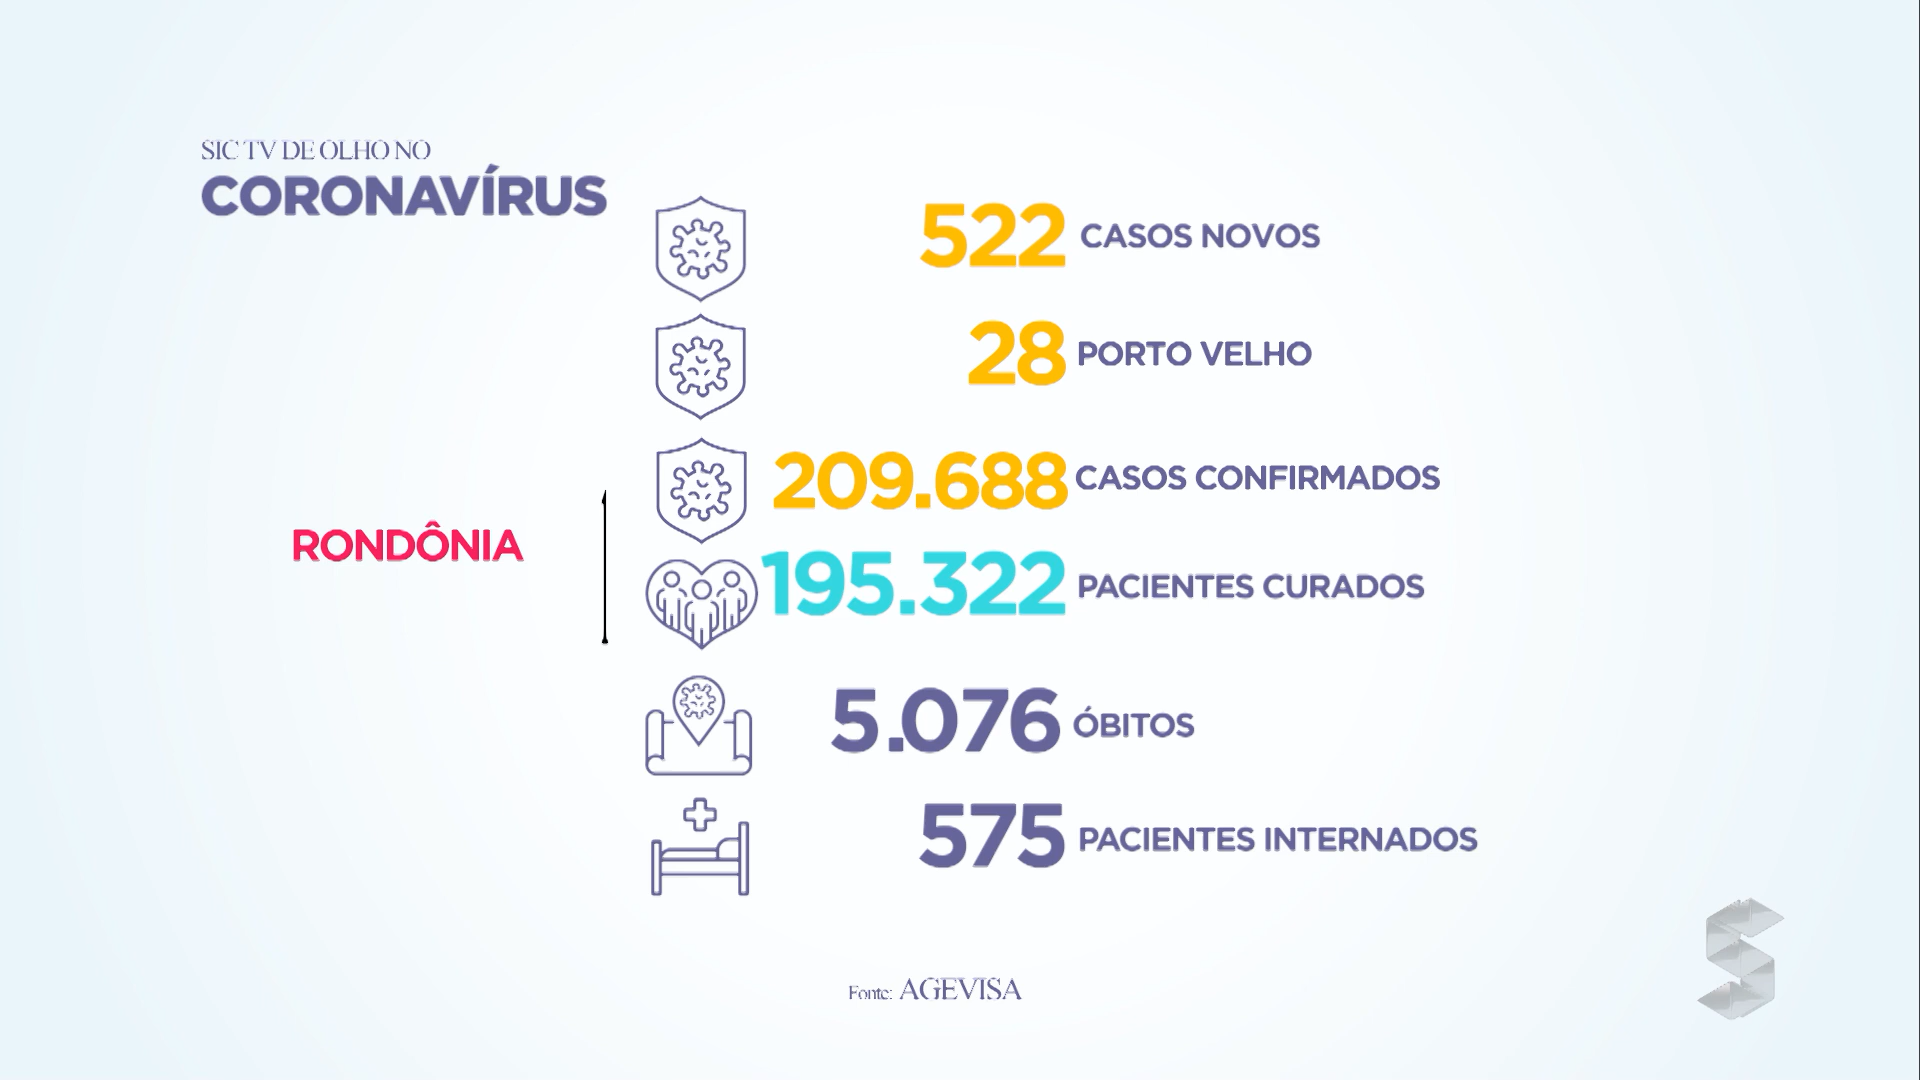 SIC TV DE OLHO NO
CORONAVÍRUS
522 CASOS NOVOS
28 PORTO VELHO
209.688 CASOS CONFIRMADOS
RONDÔNIA
195.322 PACIENTES CURADOS
5.076 ÓBITOS
575 PACIENTES INTERNADOS
Fonte: AGEVISA